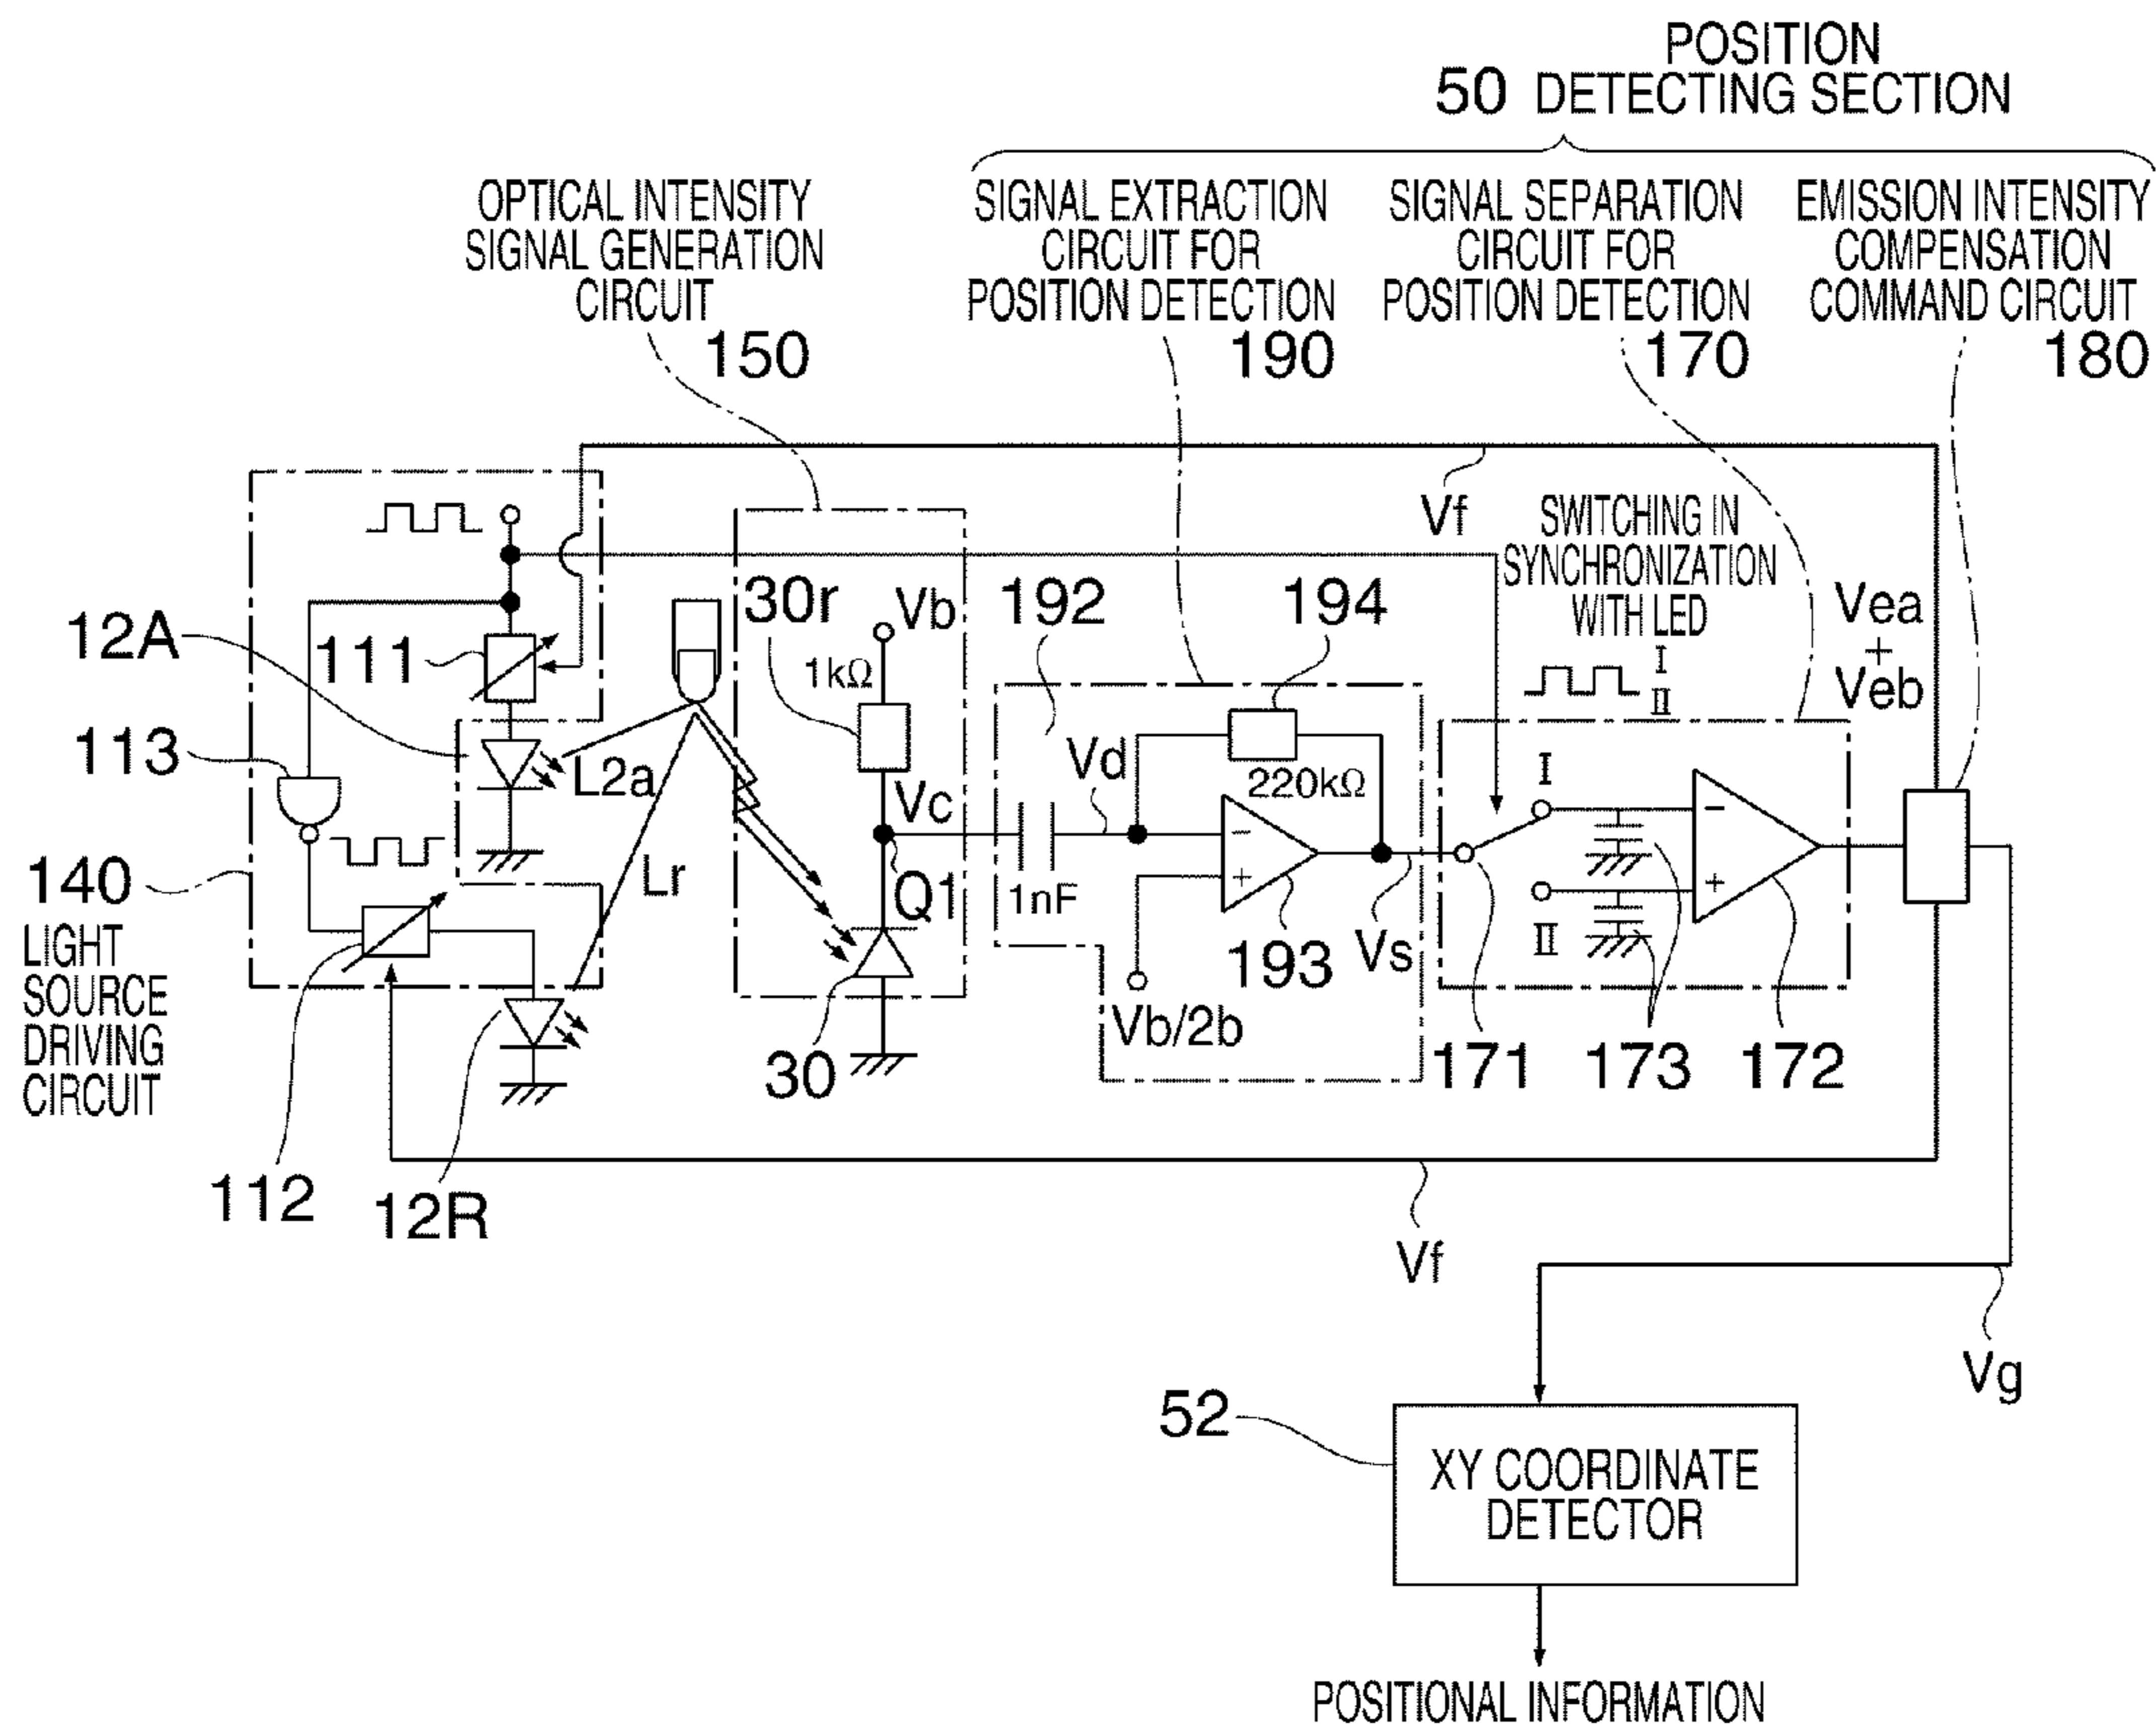 POSITION
50 DETECTING SECTION
OPTICAL INTENSITY
SIGNAL GENERATION
CIRCUIT
150
SIGNAL EXTRACTION
CIRCUIT FOR
POSITION DETECTION
190
SIGNAL SEPARATION
CIRCUIT FOR
POSITION DETECTION
170
EMISSION INTENSITY
COMPENSATION
COMMAND CIRCUIT
180
Vf
SWITCHING IN
SYNCHRONIZATION
WITH LED
I
II
Vea
+
Veb
12A
111
113
L2a
Lr
140
LIGHT
SOURCE
DRIVING
CIRCUIT
112
12R
30r
Vb
1kΩ
Vc
Q1
30
192
194
Vd
220kΩ
1nF
−
+
193
Vb/2b
Vs
I
II
−
+
171
173
172
Vf
Vg
52
XY COORDINATE
DETECTOR
POSITIONAL INFORMATION